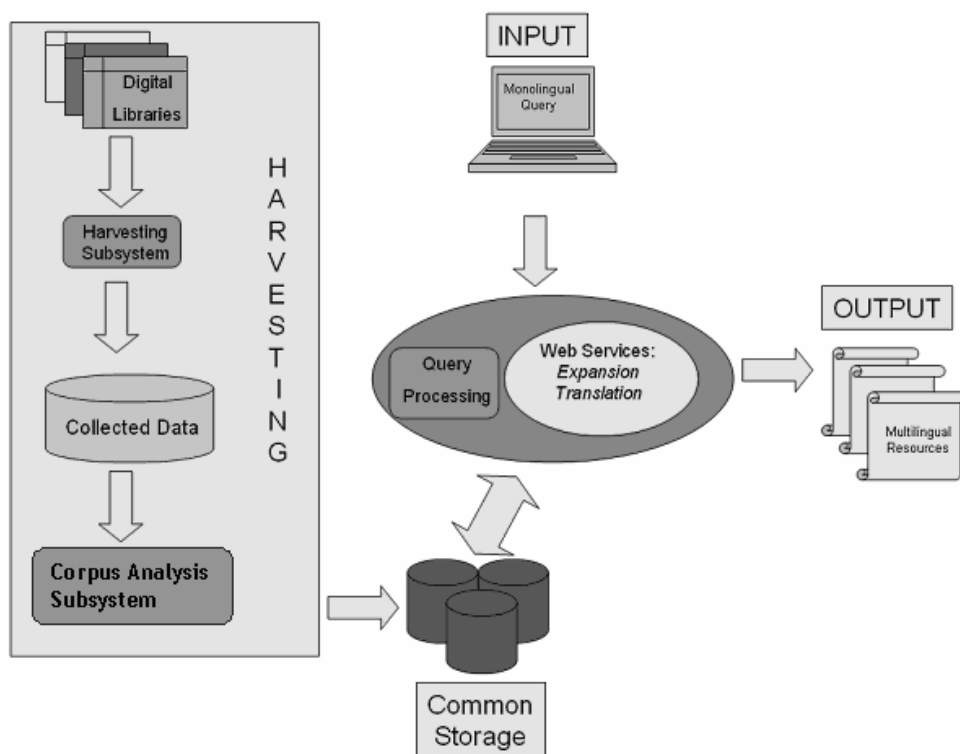 Digital
Libraries
Harvesting
Subsystem
Collected Data
Corpus Analysis
Subsystem
HARVESTING
INPUT
Monolingual
Query
Query
Processing
Web Services:
Expansion
Translation
OUTPUT
Multilingual
Resources
Common
Storage